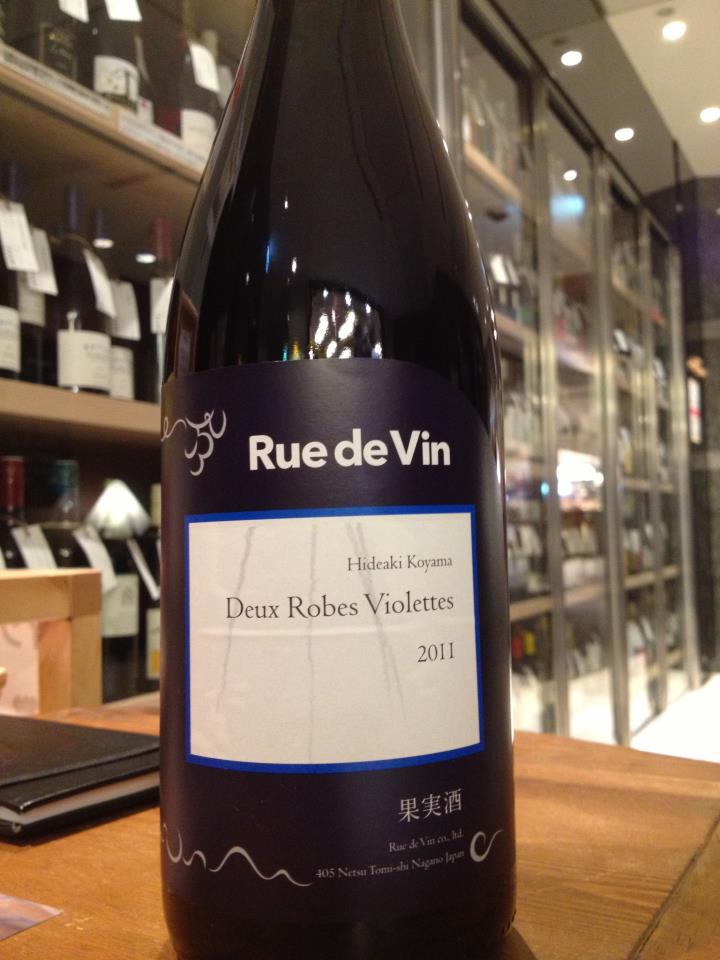 Rue de Vin
Hideaki Koyama
Deux Robes Violettes
2011
果実酒
Rue de Vin co., ltd.
405 Netsu Tomi-shi Nagano Japan